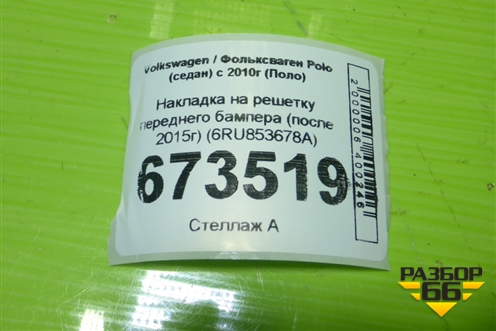 Volkswagen / Фольксваген Polo
(седан) с 2010г (Поло)
Накладка на решетку
переднего бампера (после
2015г) (6RU853678A)
673519
Стеллаж А
2000006400246
РАЗБОР
66